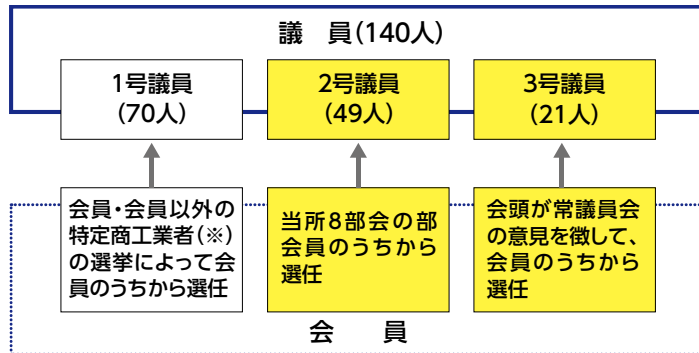 議　員(140人)
1号議員
(70人)
2号議員
(49人)
3号議員
(21人)
会員・会員以外の
特定商工業者(※)
の選挙によって会
員のうちから選任
当所8部会の部
会員のうちから
選任
会頭が常議員会
の意見を徴して、
会員のうちから
選任
会　員